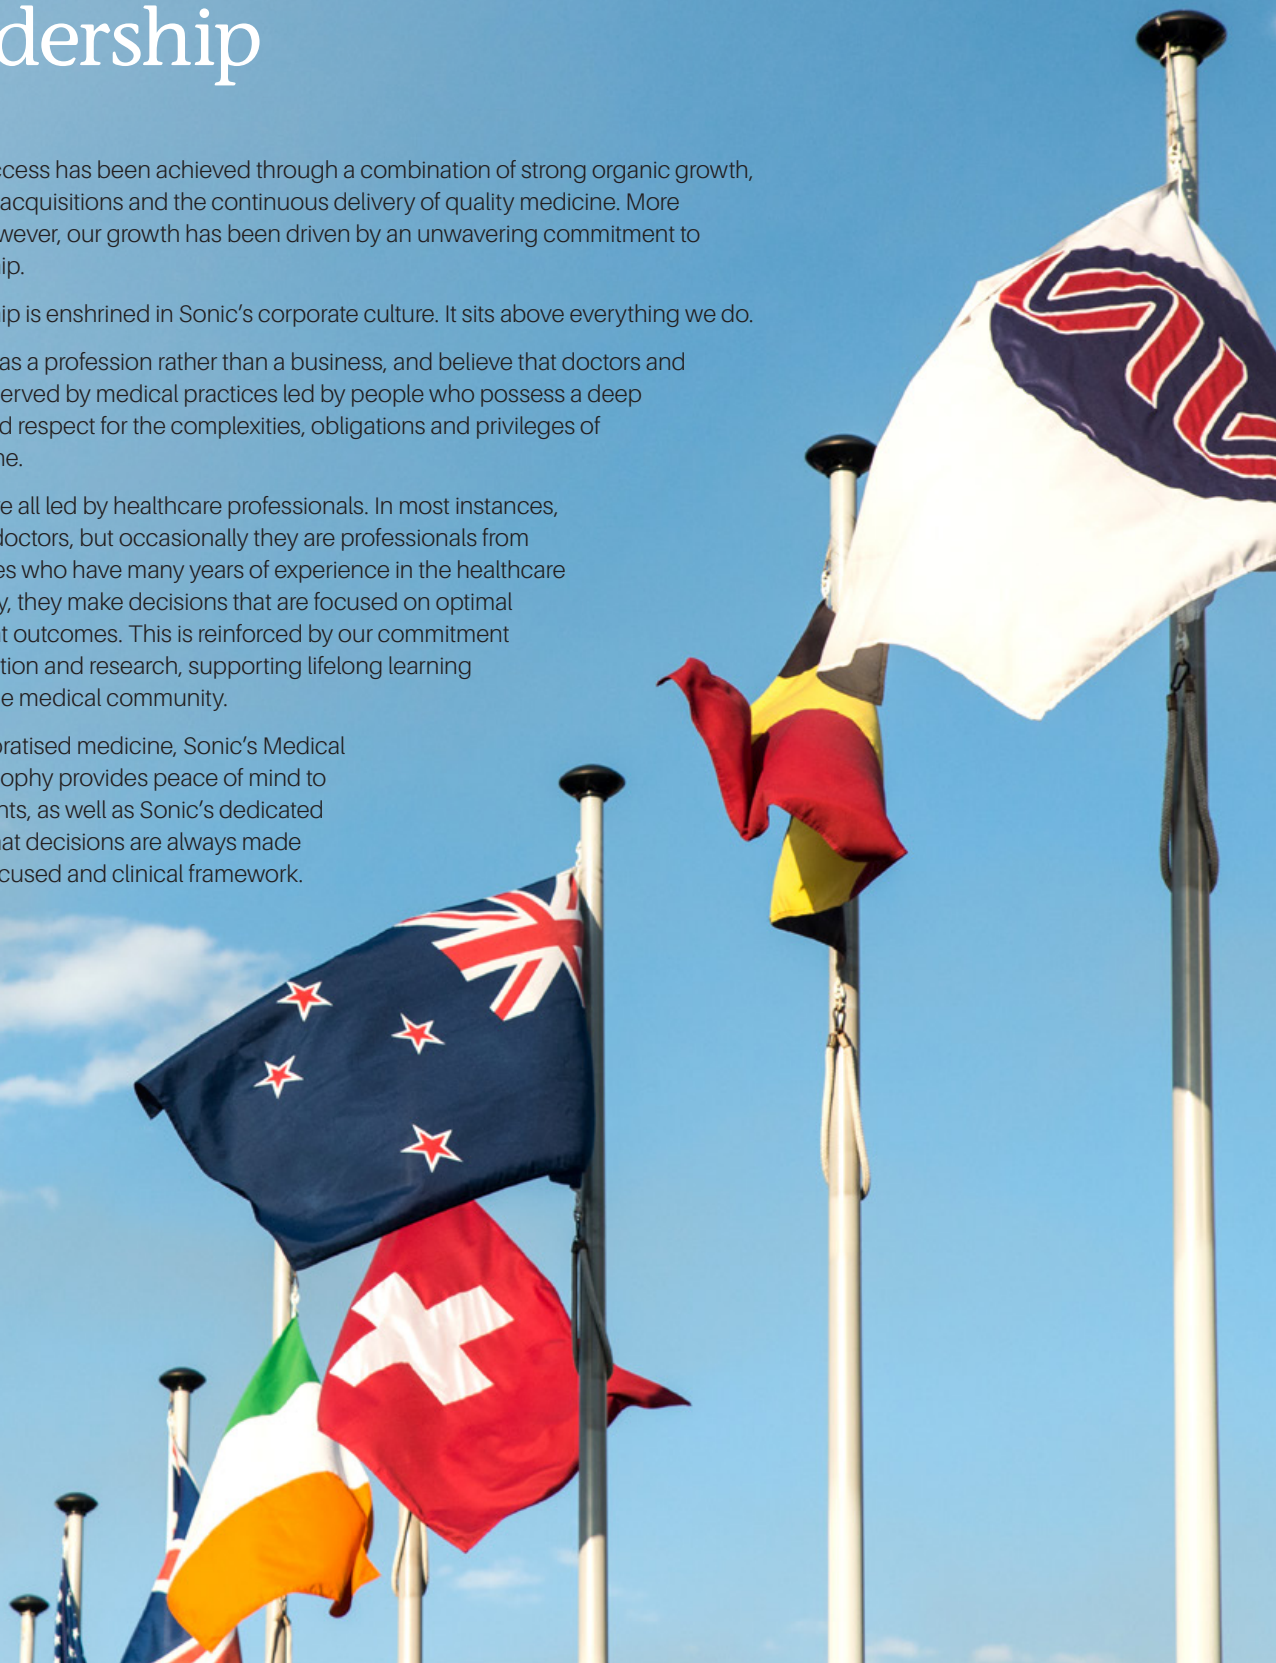 dership
ccess has been achieved through a combination of strong organic growth,
acquisitions and the continuous delivery of quality medicine. More
wever, our growth has been driven by an unwavering commitment to
ip.
ip is enshrined in Sonic’s corporate culture. It sits above everything we do.
as a profession rather than a business, and believe that doctors and
erved by medical practices led by people who possess a deep
d respect for the complexities, obligations and privileges of
ne.
e all led by healthcare professionals. In most instances,
doctors, but occasionally they are professionals from
es who have many years of experience in the healthcare
y, they make decisions that are focused on optimal
t outcomes. This is reinforced by our commitment
tion and research, supporting lifelong learning
e medical community.
oratised medicine, Sonic’s Medical
ophy provides peace of mind to
nts, as well as Sonic’s dedicated
at decisions are always made
cused and clinical framework.